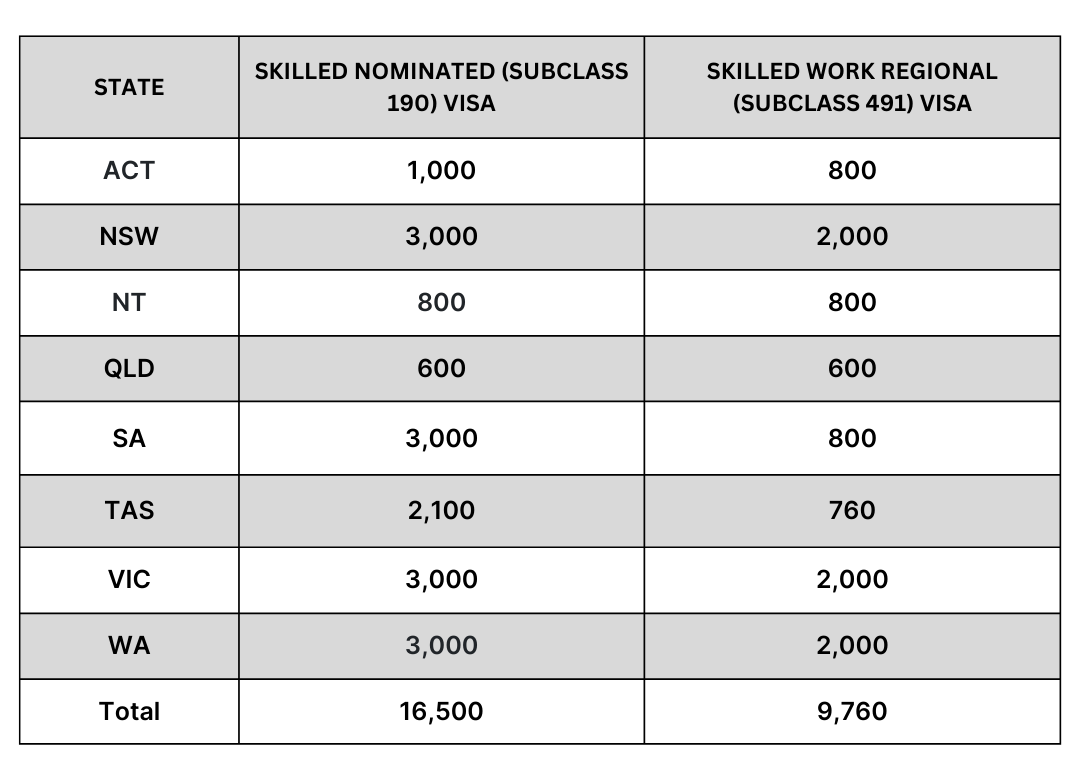 STATE
SKILLED NOMINATED (SUBCLASS
190) VISA
SKILLED WORK REGIONAL
(SUBCLASS 491) VISA
ACT 1,000 800
NSW 3,000 2,000
NT 800 800
QLD 600 600
SA 3,000 800
TAS 2,100 760
VIC 3,000 2,000
WA 3,000 2,000
Total 16,500 9,760